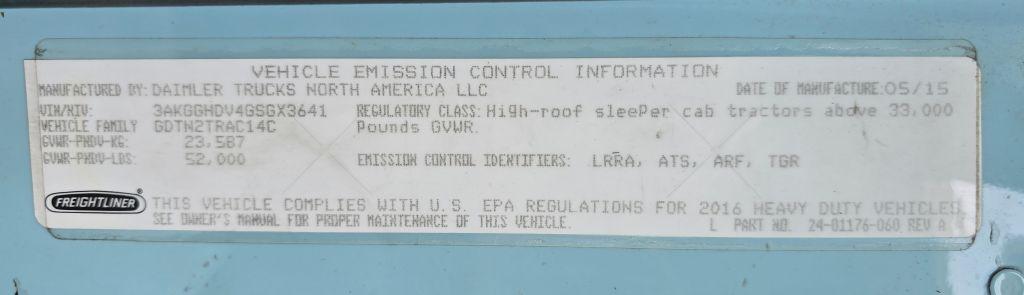 VEHICLE EMISSION CONTROL INFORMATION
MANUFACTURED BY: DAIMLER TRUCKS NORTH AMERICA LLC DATE OF MANUFACTURE: 05/15
VIN/NIV: 3AKGGHDV4GSGX3641 REGULATORY CLASS: High-roof sleeper cab tractors above 33,000
VEHICLE FAMILY GDTN2TRAC14C Pounds GVWR.
GVWR-PNBV-KG: 23,587
GVWR-PNBV-LBS: 52,000 EMISSION CONTROL IDENTIFIERS: LRRA, ATS, ARF, TGR
FREIGHTLINER® THIS VEHICLE COMPLIES WITH U.S. EPA REGULATIONS FOR 2016 HEAVY DUTY VEHICLES.
SEE OWNER'S MANUAL FOR PROPER MAINTENANCE OF THIS VEHICLE. L PART NO. 24-01176-060 REV A